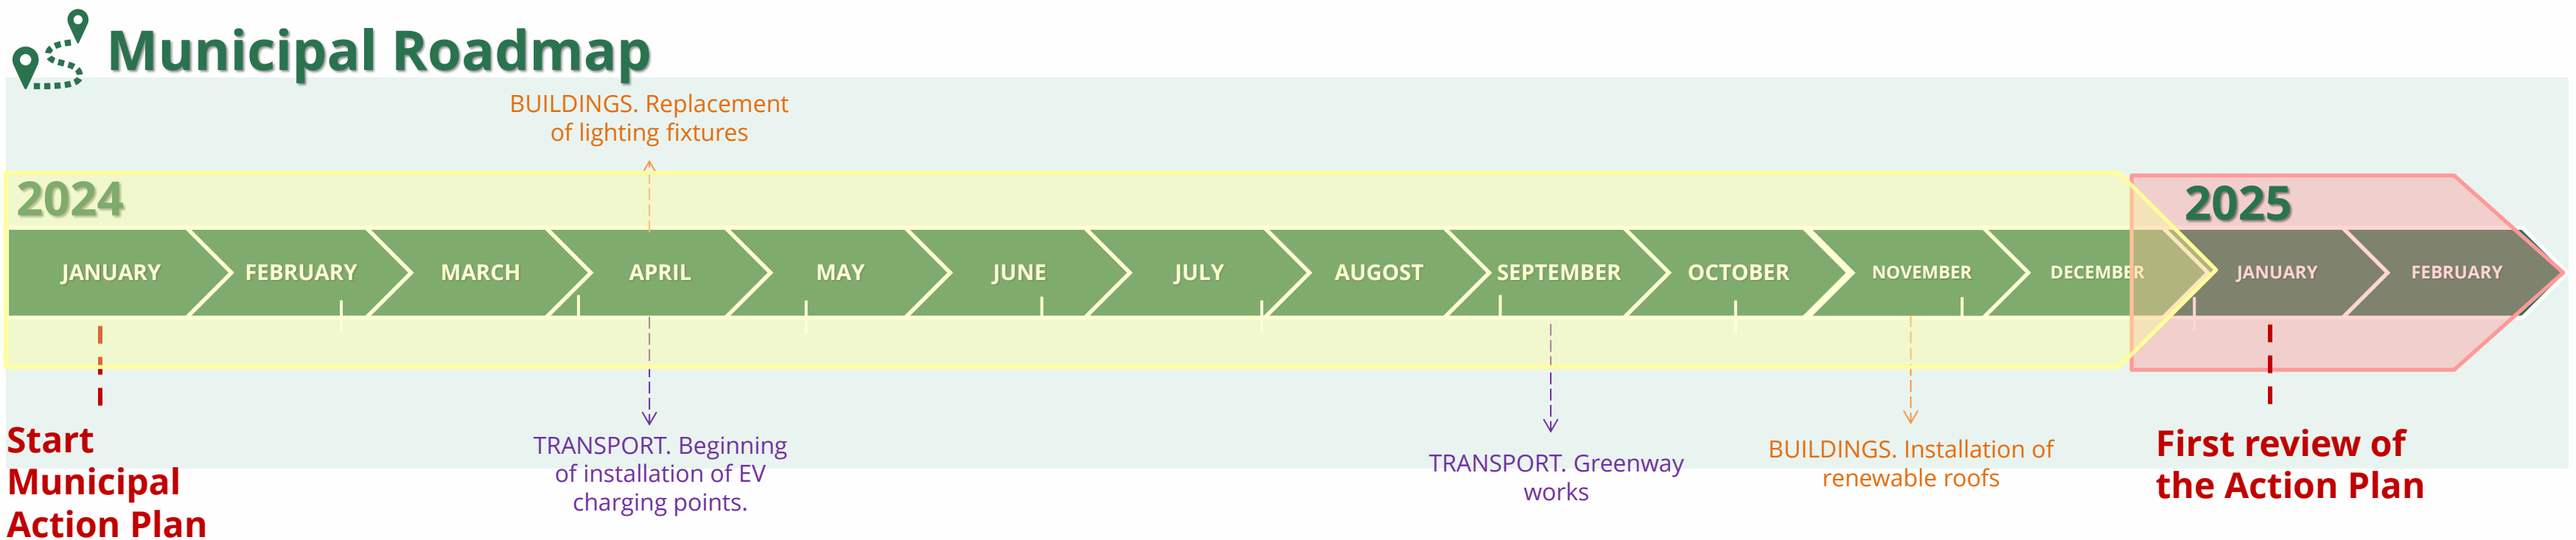 Municipal Roadmap
BUILDINGS. Replacement
of lighting fixtures
2024
2025
JANUARY FEBRUARY MARCH APRIL MAY JUNE JULY AUGOST SEPTEMBER OCTOBER NOVEMBER DECEMBER JANUARY FEBRUARY
Start
Municipal
Action Plan
TRANSPORT. Beginning
of installation of EV
charging points.
TRANSPORT. Greenway
works
BUILDINGS. Installation of
renewable roofs
First review of
the Action Plan